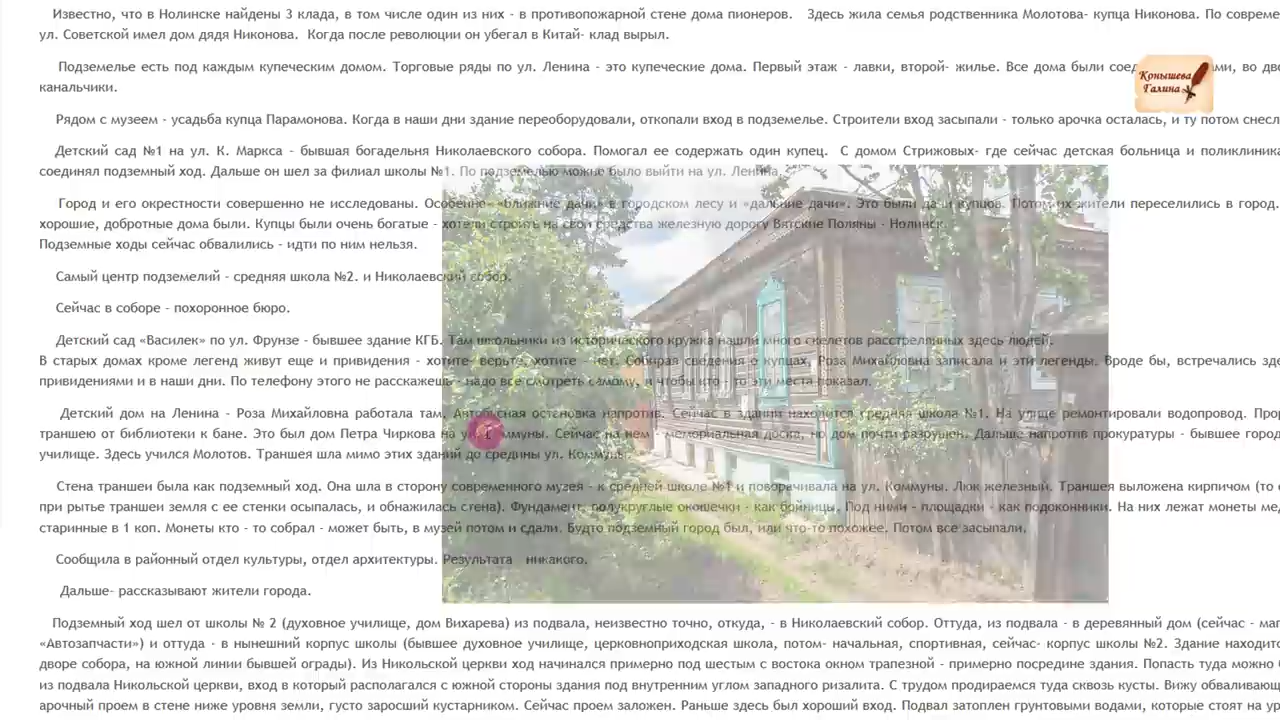 Известно, что в Нолинске найдены 3 клада, в том числе один из них - в противопожарной стене дома пионеров. Здесь жила семья родственника Молотова- купца Никонова. По совреме
ул. Советской имел дом дядя Никонова. Когда после революции он убегал в Китай- клад вырыл.
Подземелье есть под каждым купеческим домом. Торговые ряды по ул. Ленина - это купеческие дома. Первый этаж - лавки, второй- жилье. Все дома были во дв
канальчики.
Конышева
Галина
Рядом с музеем - усадьба купца Парамонова. Когда в наши дни здание переоборудовали, откопали вход в подземелье. Строители вход засыпали - только арочка осталась, и ту потом снесл
Детский сад №1 на ул. К. Маркса - бывшая богадельня Николаевского собора. Помогал ее содержать один купец. С домом Стрижовых- где сейчас детская больница и поликлиника
соединял подземный ход. Дальше он шел за филиал школы №1. По подземелью можно было выйти на ул. Ленина.
Город и его окрестности совершенно не исследованы. Особенно- «ближние дачи» в городском лесу и «дальние дачи». Это были дачи купцов. Потом их жители переселились в город.
хорошие, добротные дома были. Купцы были очень богатые - хотели строить на свои средства железную дорогу Вятские Поляны - Нолинск.
Подземные ходы сейчас обвалились - идти по ним нельзя.
Самый центр подземелий - средняя школа №2. и Николаевский собор.
Сейчас в соборе - похоронное бюро.
Детский сад «Василек» по ул. Фрунзе - бывшее здание КГБ. Там школьники из исторического кружка нашли много скелетов расстрелянных здесь людей.
В старых домах кроме легенд живут еще и привидения - хотите- верьте, хотите - нет. Собирая сведения о купцах, Роза Михайловна записала и эти легенды. Вроде бы, встречались зде
привидениями и в наши дни. По телефону этого не расскажешь - надо все смотреть самому, и чтобы кто - то эти места показал.
Детский дом на Ленина - Роза Михайловна работала там. Автобусная остановка напротив. Сейчас в здании находится средняя школа №1. На улице ремонтировали водопровод. Про
траншею от библиотеки к бане. Это был дом Петра Чиркова на ул. Коммуны. Сейчас на нем - мемориальная доска, но дом почти разрушен. Дальше напротив прокуратуры - бывшее город
училище. Здесь учился Молотов. Траншея шла мимо этих зданий до средины ул. Коммуны.
Стена траншеи была как подземный ход. Она шла в сторону современного музея - к средней школе №1 и поворачивала на ул. Коммуны. Люк железный. Траншея выложена кирпичом (то е
при рытье траншеи земля с ее стенки осыпалась, и обнажилась стена). Фундамент, полукруглые окошечки - как бойницы. Под ними - площадки - как подоконники. На них лежат монеты ме
старинные в 1 коп. Монеты кто - то собрал - может быть, в музей потом и сдали. Будто подземный город был, или что-то похожее. Потом все засыпали.
Сообщила в районный отдел культуры, отдел архитектуры. Результата никакого.
Дальше- рассказывают жители города.
Подземный ход шел от школы № 2 (духовное училище, дом Вихарева) из подвала, неизвестно точно, откуда, - в Николаевский собор. Оттуда, из подвала - в деревянный дом (сейчас - маг
«Автозапчасти») и оттуда - в нынешний корпус школы (бывшее духовное училище, церковноприходская школа, потом- начальная, спортивная, сейчас- корпус школы №2. Здание находитс
дворе собора, на южной линии бывшей ограды). Из Никольской церкви ход начинался примерно под шестым с востока окном трапезной - примерно посредине здания. Попасть туда можно б
из подвала Никольской церкви, вход в который располагался с южной стороны здания под внутренним углом западного ризалита. С трудом продираемся туда сквозь кусты. Вижу обваливающ
арочный проем в стене ниже уровня земли, густо заросший кустарником. Сейчас проем заложен. Раньше здесь был хороший вход. Подвал затоплен грунтовыми водами, которые стоят на ур